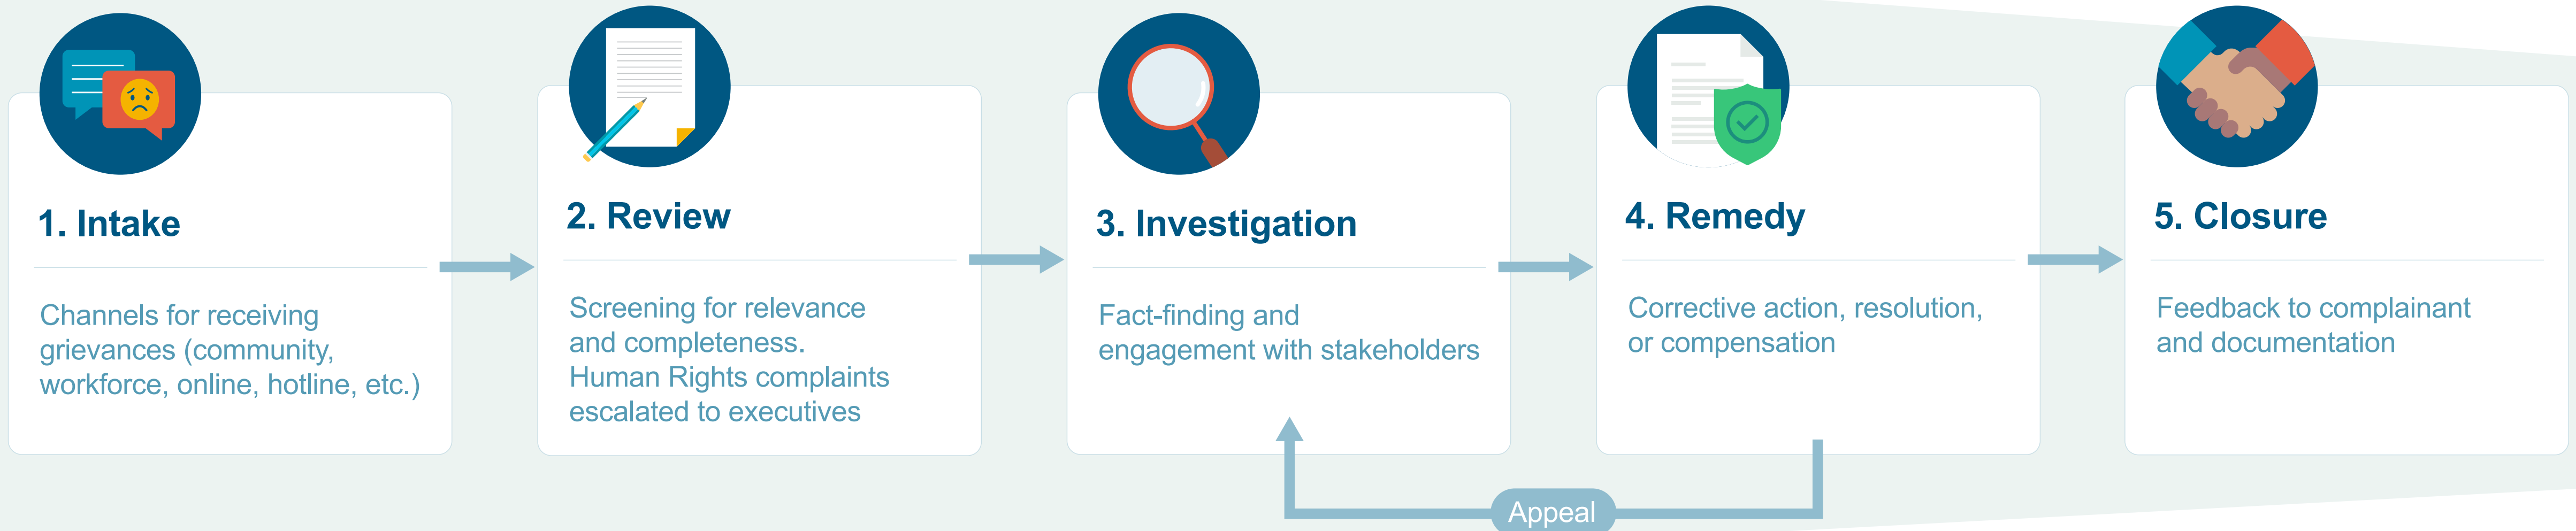 1. Intake
Channels for receiving
grievances (community,
workforce, online, hotline, etc.)
2. Review
Screening for relevance
and completeness.
Human Rights complaints
escalated to executives
3. Investigation
Fact-finding and
engagement with stakeholders
4. Remedy
Corrective action, resolution,
or compensation
5. Closure
Feedback to complainant
and documentation
Appeal